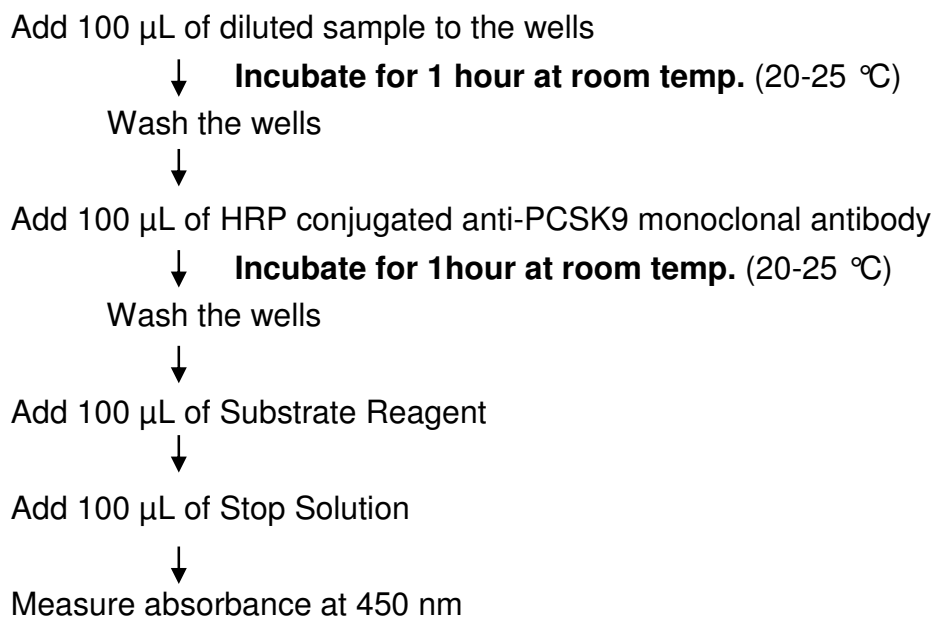 Add 100 µL of diluted sample to the wells
Incubate for 1 hour at room temp. (20-25 ℃)
Wash the wells
Add 100 µL of HRP conjugated anti-PCSK9 monoclonal antibody
Incubate for 1hour at room temp. (20-25 ℃)
Wash the wells
Add 100 µL of Substrate Reagent
Add 100 µL of Stop Solution
Measure absorbance at 450 nm